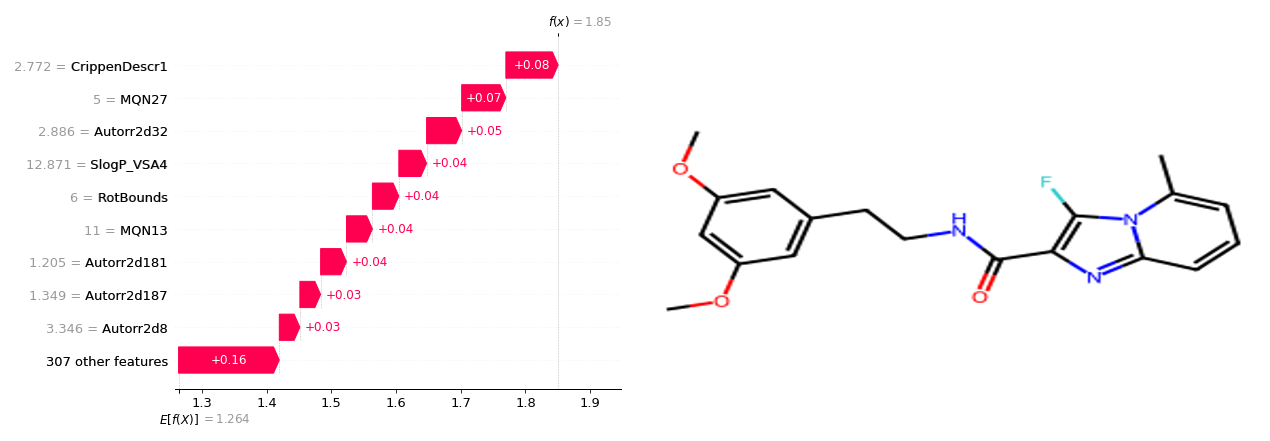 f(x) = 1.85
2.772 = CrippenDescr1
+0.08
5 = MQN27
+0.07
2.886 = Autorr2d32
+0.05
12.871 = SlogP_VSA4
+0.04
6 = RotBounds
+0.04
11 = MQN13
+0.04
1.205 = Autorr2d181
+0.04
1.349 = Autorr2d187
+0.03
3.346 = Autorr2d8
+0.03
307 other features
+0.16
1.3 1.4 1.5 1.6 1.7 1.8 1.9
E[f(X)] = 1.264
O
O
H
N
O
F
N
N